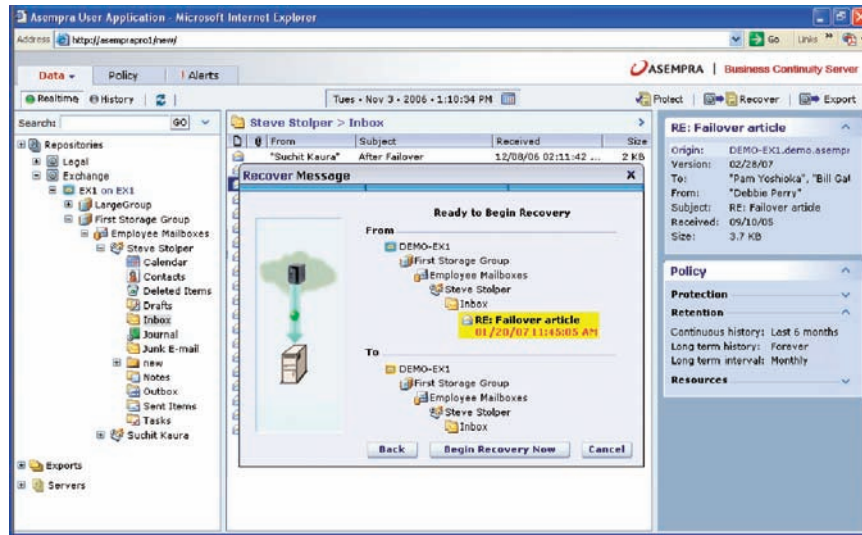 Asempra User Application - Microsoft Internet Explorer
Address http://asemprapro1/new/ Go Links »
Data Policy ! Alerts
ASEMPRA | Business Continuity Server
Realtime History Tues - Nov 3 - 2006 - 1:10:34 PM Protect Recover Export
Search: GO
Repositories
Legal
Exchange
EX1 on EX1
LargeGroup
First Storage Group
Employee Mailboxes
Steve Stolper
Calendar
Contacts
Deleted Items
Drafts
Inbox
Journal
Junk E-mail
new
Notes
Outbox
Sent Items
Tasks
Suchit Kaura
Exports
Servers
Steve Stolper > Inbox >
From Subject Received Size
"Suchit Kaura" After Failover 12/08/06 02:11:42 ... 2 KB
Recover Message X
Ready to Begin Recovery
From
DEMO-EX1
First Storage Group
Employee Mailboxes
Steve Stolper
Inbox
RE: Failover article
01/20/07 11:45:05 AM
To
DEMO-EX1
First Storage Group
Employee Mailboxes
Steve Stolper
Inbox
Back Begin Recovery Now Cancel
RE: Failover article
Origin: DEMO-EX1.demo.asempr
Version: 02/28/07
To: "Pam Yoshioka", "Bill Gat
From: "Debbie Perry"
Subject: RE: Failover article
Received: 09/10/05
Size: 3.7 KB
Policy
Protection
Retention
Continuous history: Last 6 months
Long term history: Forever
Long term interval: Monthly
Resources